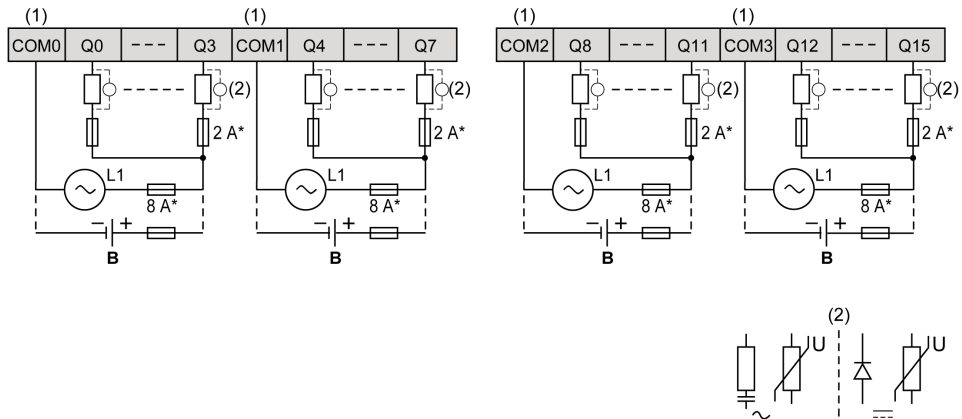 (1) (1) (1) (1)
COM0 Q0 --- Q3 COM1 Q4 --- Q7 COM2 Q8 --- Q11 COM3 Q12 --- Q15
(2) (2) (2) (2)
2 A* 2 A* 2 A* 2 A*
L1 L1 L1 L1
8 A* 8 A* 8 A* 8 A*
– + – + – + – +
B B B B
(2)
U U